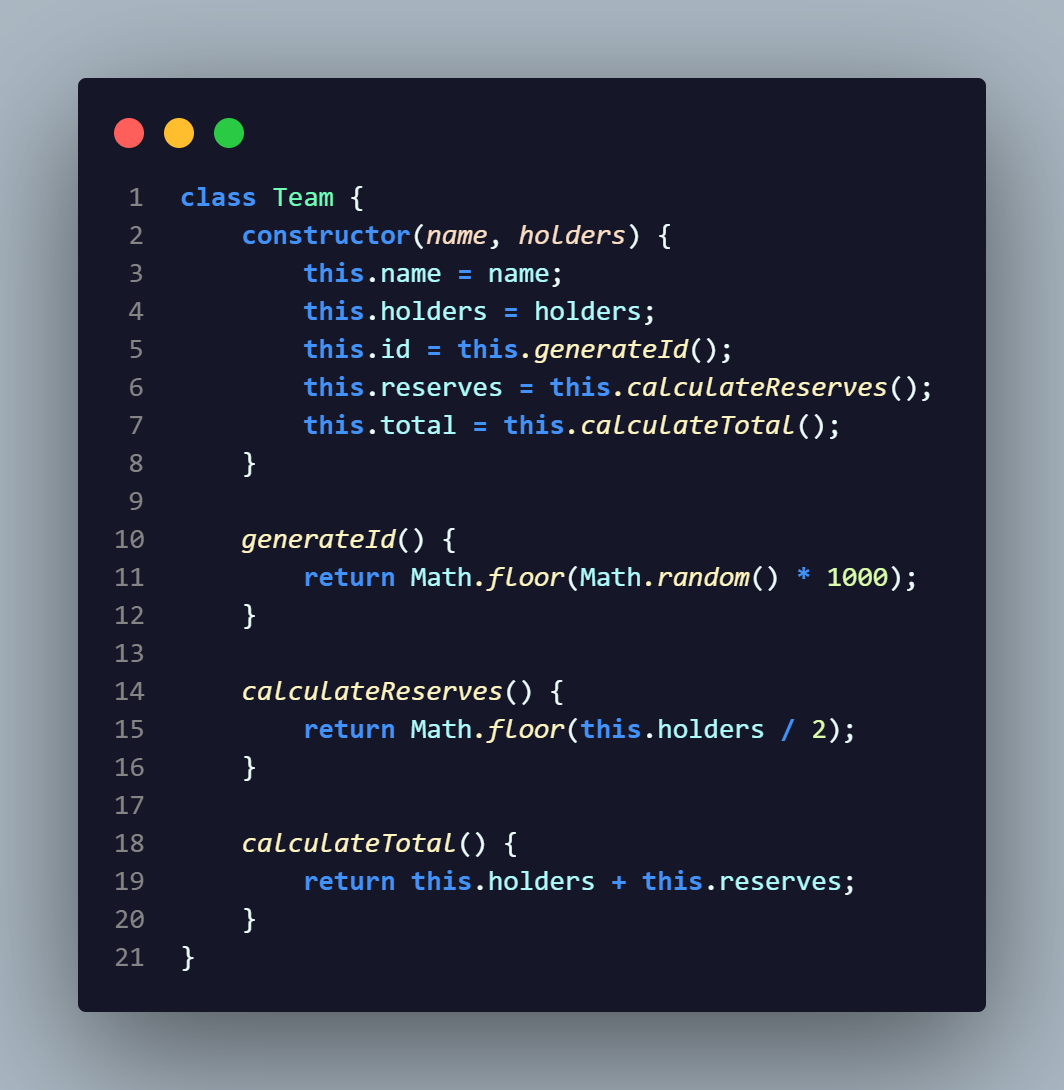 1 class Team {
2     constructor(name, holders) {
3         this.name = name;
4         this.holders = holders;
5         this.id = this.generateId();
6         this.reserves = this.calculateReserves();
7         this.total = this.calculateTotal();
8     }
9
10     generateId() {
11         return Math.floor(Math.random() * 1000);
12     }
13
14     calculateReserves() {
15         return Math.floor(this.holders / 2);
16     }
17
18     calculateTotal() {
19         return this.holders + this.reserves;
20     }
21 }